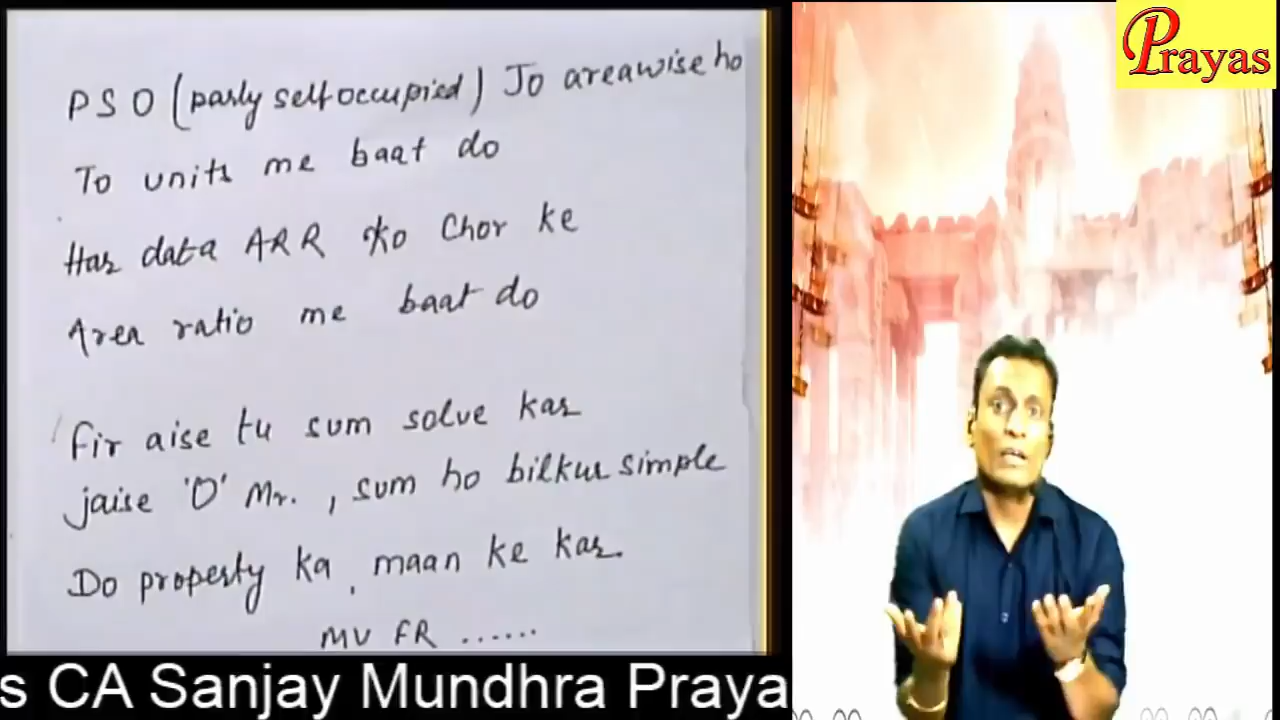 PSO (partly self occupied) Jo areawise ho
To units me baat do
Har data ARR ko Chor ke
Area ratio me baat do
Fir aise tu sum solve kar
jaise 'O' Mr. , sum ho bilkul simple
Do property ka maan ke kar.
MV FR ......
s CA Sanjay Mundhra Praya
Prayas